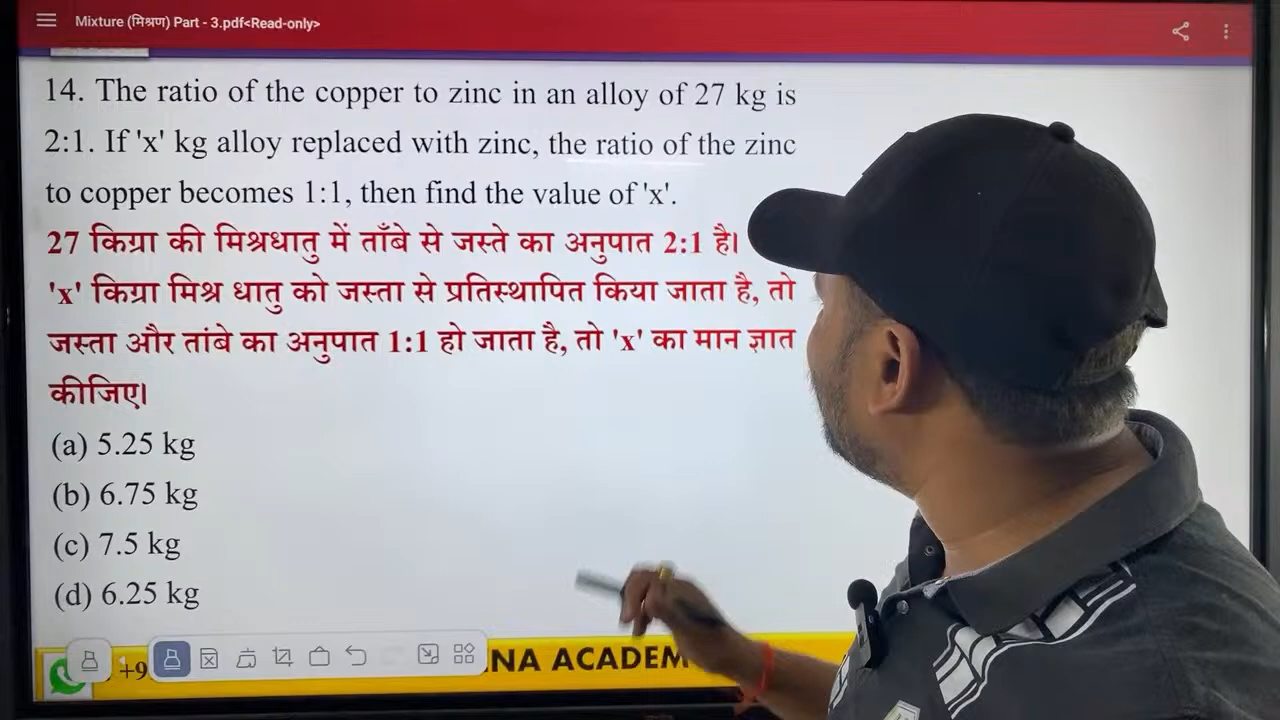 Mixture (मिश्रण) Part - 3.pdf<Read-only>
14. The ratio of the copper to zinc in an alloy of 27 kg is
2:1. If 'x' kg alloy replaced with zinc, the ratio of the zinc
to copper becomes 1:1, then find the value of 'x'.
27 किग्रा की मिश्रधातु में ताँबे से जस्ते का अनुपात 2:1 है।
'x' किग्रा मिश्र धातु को जस्ता से प्रतिस्थापित किया जाता है, तो
जस्ता और तांबे का अनुपात 1:1 हो जाता है, तो 'x' का मान ज्ञात
कीजिए।
(a) 5.25 kg
(b) 6.75 kg
(c) 7.5 kg
(d) 6.25 kg
+9
NA ACADEM